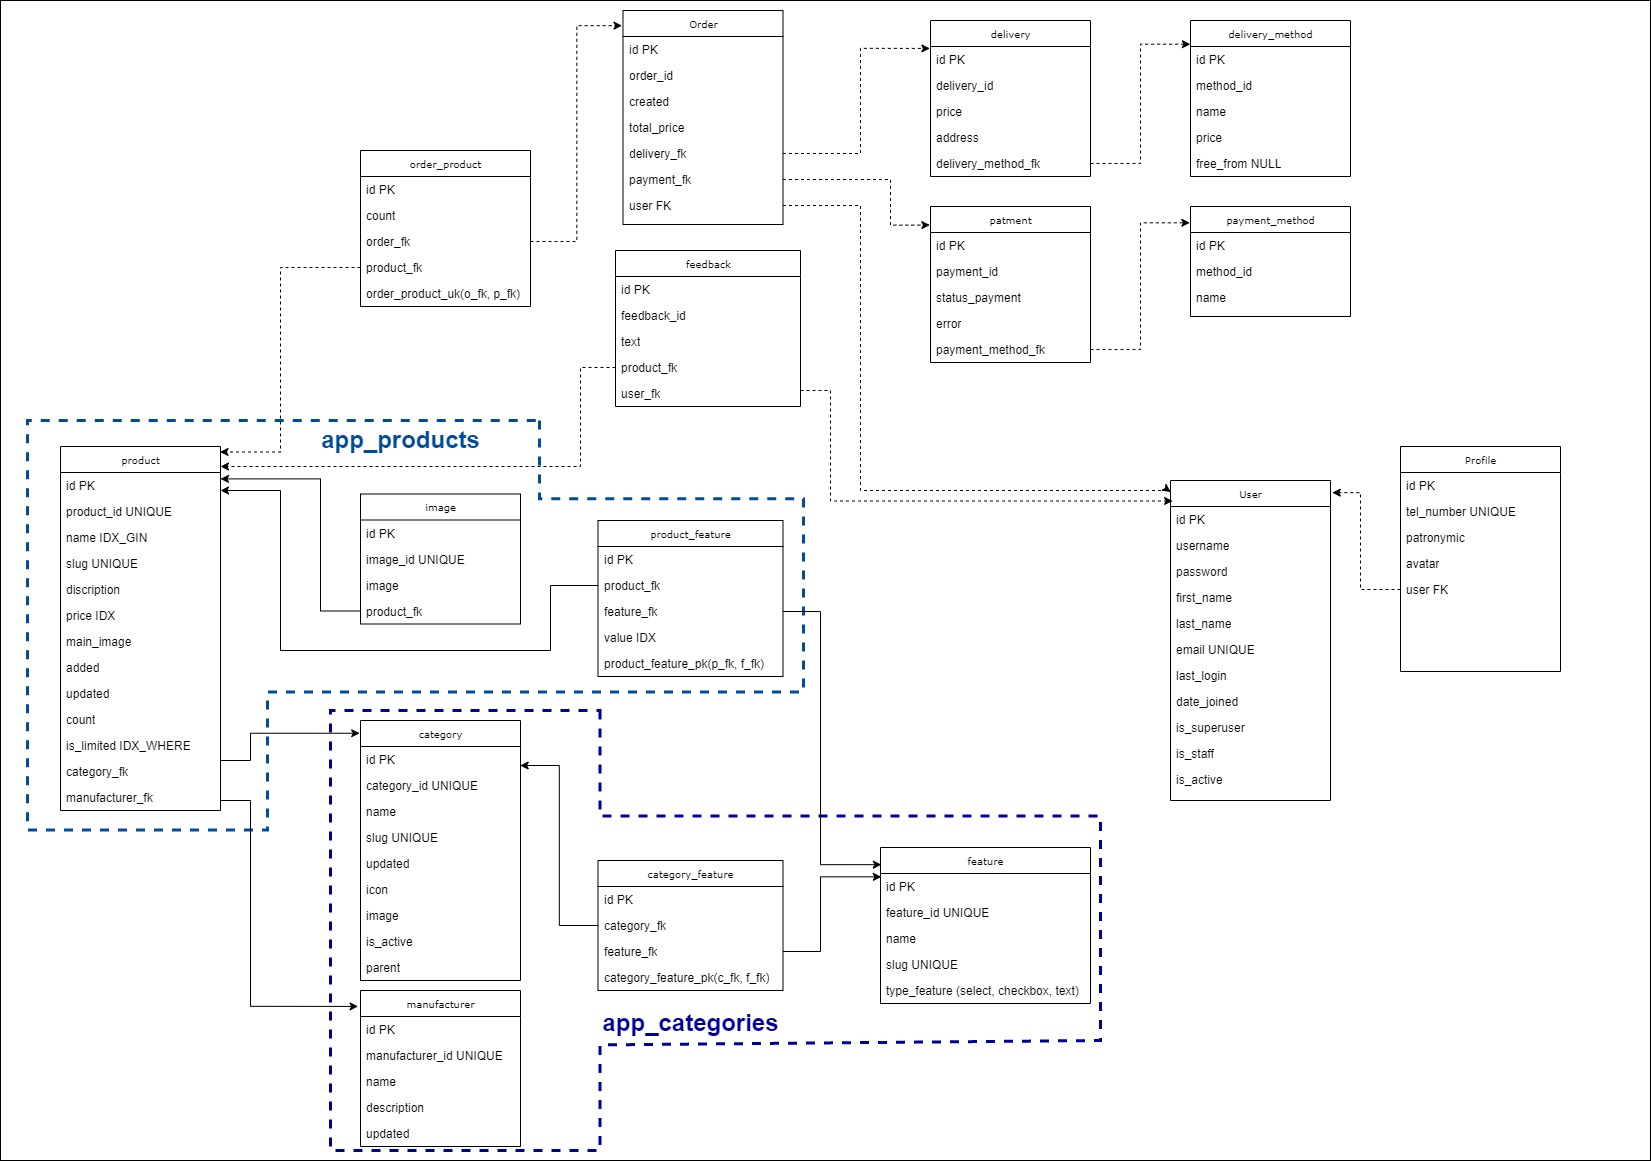 Order
id PK
order_id
created
total_price
delivery_fk
payment_fk
user FK
delivery
id PK
delivery_id
price
address
delivery_method_fk
delivery_method
id PK
method_id
name
price
free_from NULL
order_product
id PK
count
order_fk
product_fk
order_product_uk(o_fk, p_fk)
patment
id PK
payment_id
status_payment
error
payment_method_fk
payment_method
id PK
method_id
name
feedback
id PK
feedback_id
text
product_fk
user_fk
app_products
product
id PK
product_id UNIQUE
name IDX_GIN
slug UNIQUE
discription
price IDX
main_image
added
updated
count
is_limited IDX_WHERE
category_fk
manufacturer_fk
image
id PK
image_id UNIQUE
image
product_fk
product_feature
id PK
product_fk
feature_fk
value IDX
product_feature_pk(p_fk, f_fk)
User
id PK
username
password
first_name
last_name
email UNIQUE
last_login
date_joined
is_superuser
is_staff
is_active
Profile
id PK
tel_number UNIQUE
patronymic
avatar
user FK
category
id PK
category_id UNIQUE
name
slug UNIQUE
updated
icon
image
is_active
parent
category_feature
id PK
category_fk
feature_fk
category_feature_pk(c_fk, f_fk)
feature
id PK
feature_id UNIQUE
name
slug UNIQUE
type_feature (select, checkbox, text)
app_categories
manufacturer
id PK
manufacturer_id UNIQUE
name
description
updated